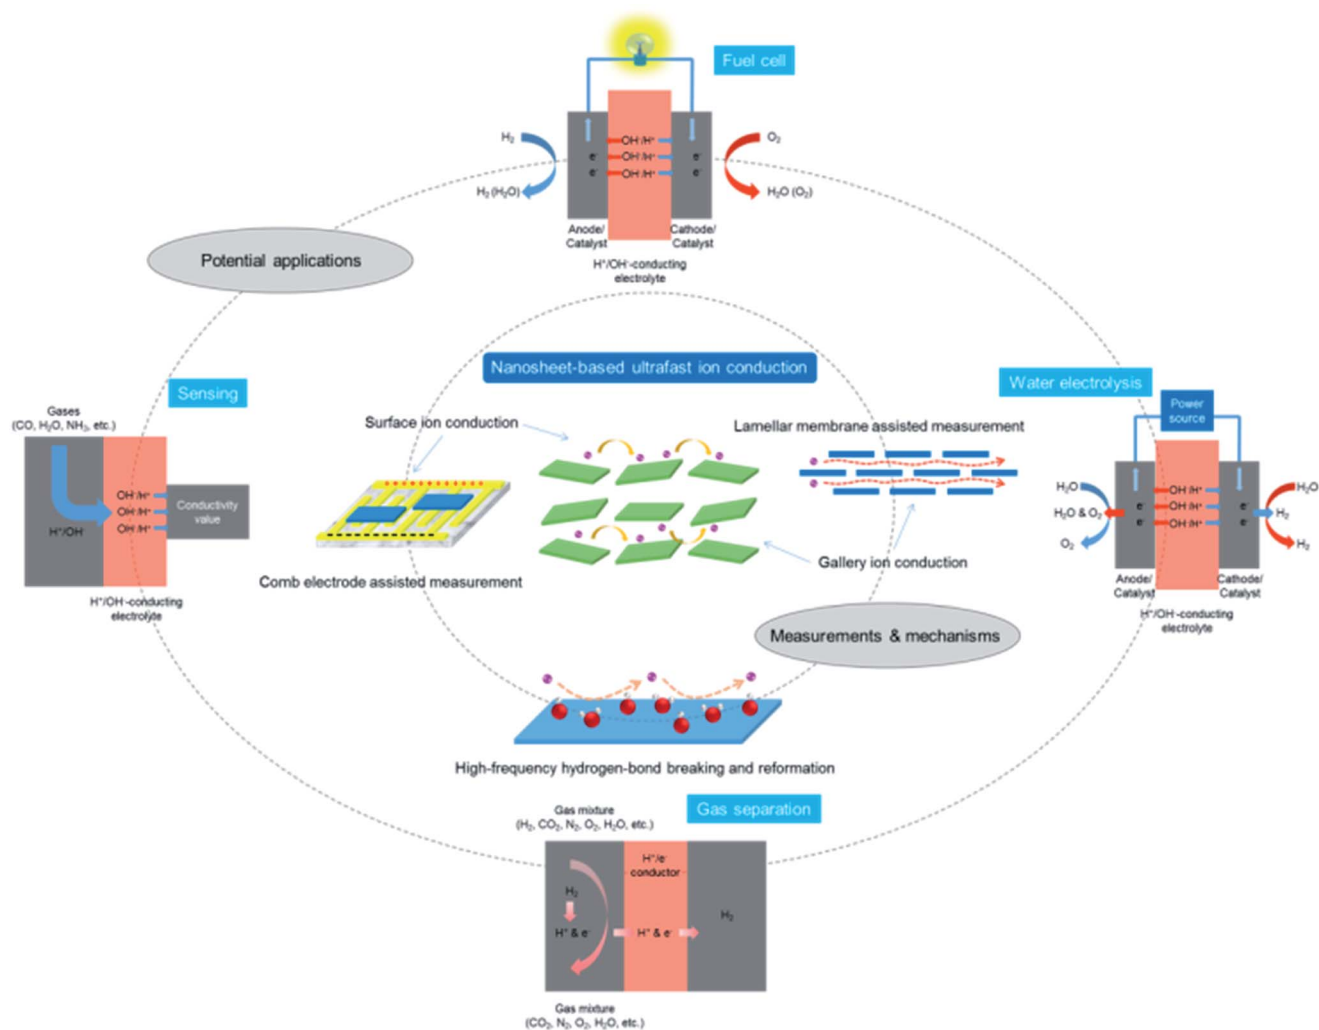 Fuel cell
H₂
OH⁻/H⁺
O₂
e⁻
OH⁻/H⁺
e⁻
e⁻
OH⁻/H⁺
e⁻
H₂ (H₂O)
H₂O (O₂)
Anode/
Catalyst
Cathode/
Catalyst
H⁺/OH⁻-conducting
electrolyte
Potential applications
Nanosheet-based ultrafast ion conduction
Sensing
Gases
(CO, H₂O, NH₃, etc.)
OH⁻/H⁺
OH⁻/H⁺
OH⁻/H⁺
H⁺/OH⁻
Conductivity
value
H⁺/OH⁻-conducting
electrolyte
Surface ion conduction
Comb electrode assisted measurement
Lamellar membrane assisted measurement
Gallery ion conduction
Water electrolysis
Power
source
H₂O
OH⁻/H⁺
e⁻
H₂O
H₂O & O₂
e⁻
OH⁻/H⁺
e⁻
H₂
O₂
e⁻
OH⁻/H⁺
H₂
Anode/
Catalyst
Cathode/
Catalyst
H⁺/OH⁻-conducting
electrolyte
Measurements & mechanisms
High-frequency hydrogen-bond breaking and reformation
Gas separation
Gas mixture
(H₂, CO₂, N₂, O₂, H₂O, etc.)
H⁺/e⁻
conductor
H₂
H⁺ & e⁻
H⁺ & e⁻
H₂
Gas mixture
(CO₂, N₂, O₂, H₂O, etc.)